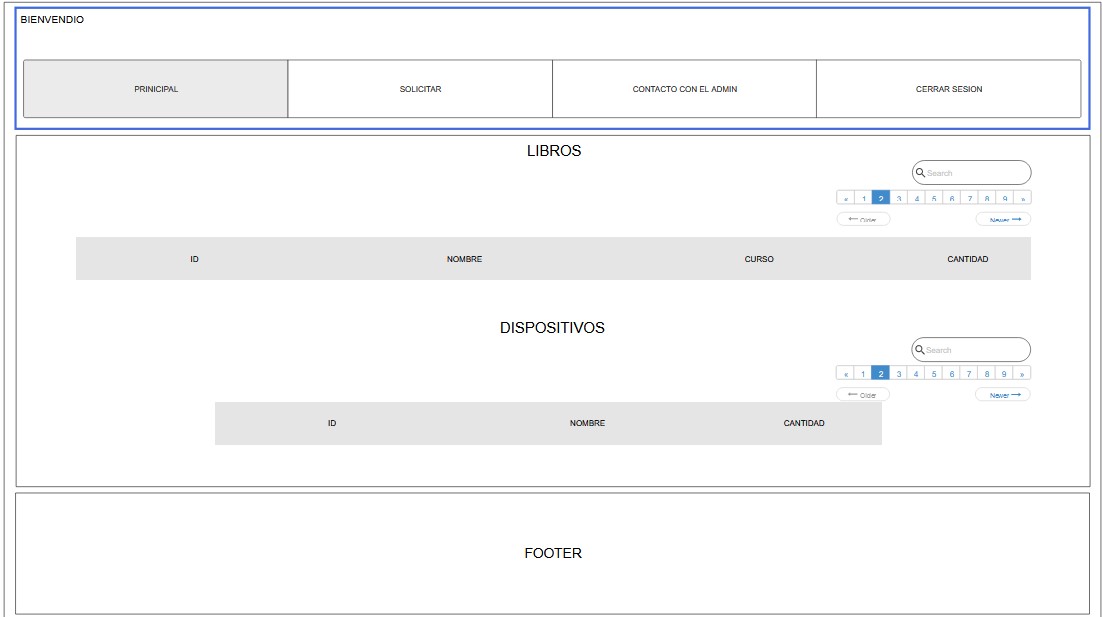 BIENVENDIO
PRINICIPAL SOLICITAR CONTACTO CON EL ADMIN CERRAR SESION
LIBROS
Search
« 1 2 3 4 5 6 7 8 9 »
← Older Newer →
ID NOMBRE CURSO CANTIDAD
DISPOSITIVOS
Search
« 1 2 3 4 5 6 7 8 9 »
← Older Newer →
ID NOMBRE CANTIDAD
FOOTER